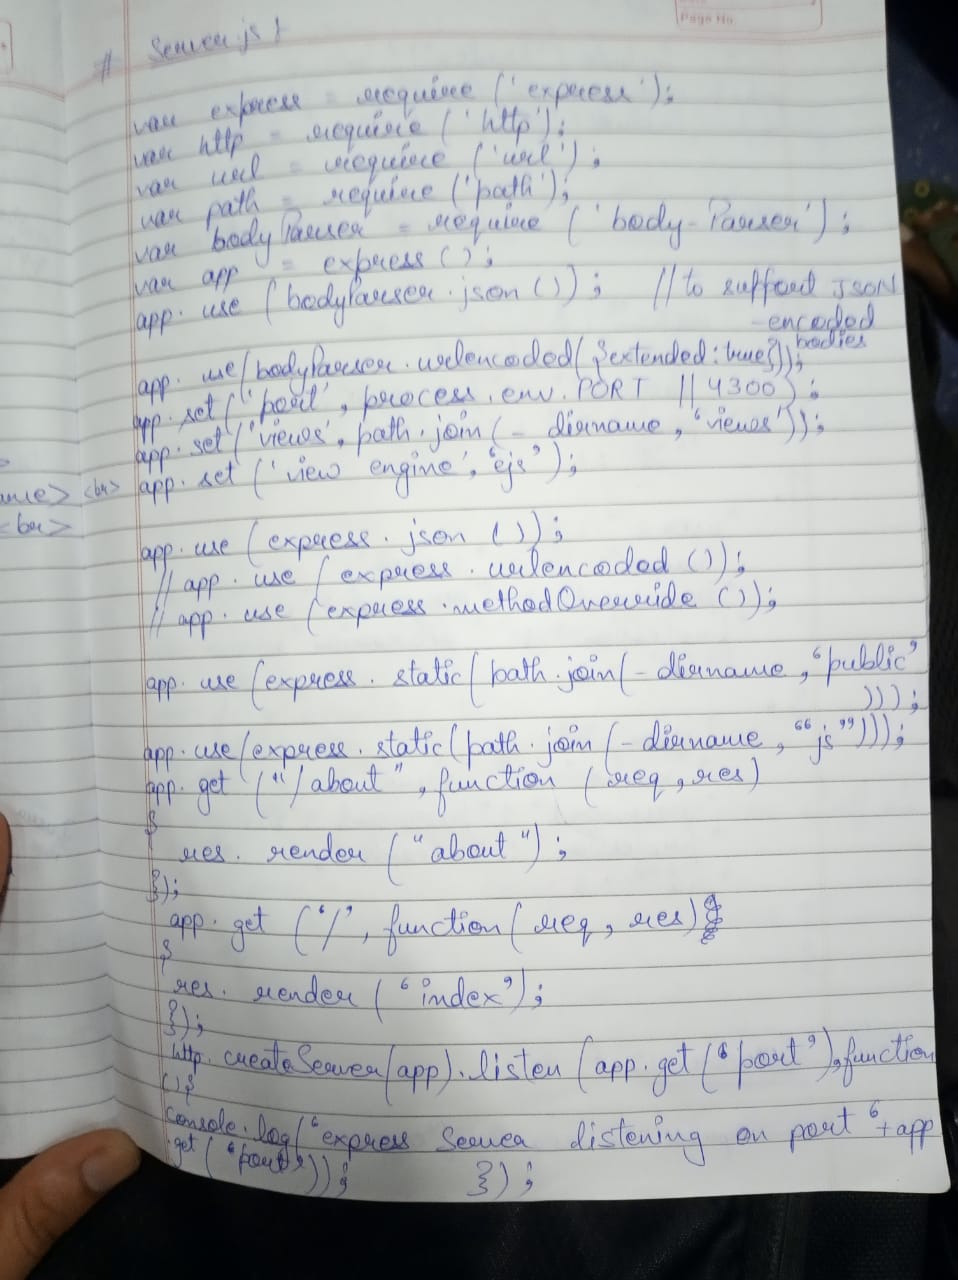 Page No.
# Server.js
var express = require ('express');
var http = require ('http');
var url = require ('url');
var path = require ('path');
var bodyParser = require ('body-Parser');
var app = express ();
app. use (bodyParser. json ()); // to support JSON
-encoded
bodies
app. use (bodyParser. urlencoded( {extended: true}));
app. set ('port', process. env. PORT || 4300);
app. set ('views', path. join (_ dirname, 'views'));
app. set ('view engine', 'ejs');
<br>
<br>
app. use (express. json ());
// app. use (express. urlencoded ());
// app. use (express. methodOverride ());
app. use (express. static (path. join (_ dirname, 'public'
)));
app. use (express. static (path. join (_ dirname, "js")));
app. get ("/about", function (req, res)
{
res. render ("about");
});
app. get ('/', function (req, res)
{
res. render ('index');
});
http. createServer (app). listen (app. get ('port'), function
() {
console. log ('express Server listening on port ' + app
. get ('port'));        });